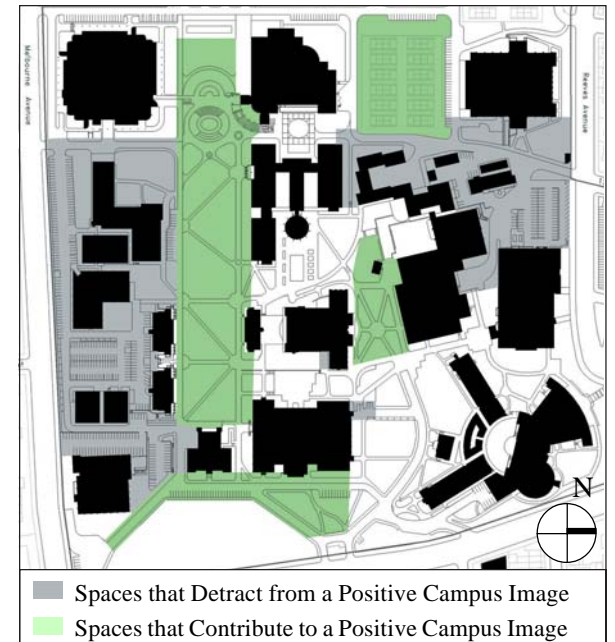 Melbourne Avenue
Reeves Avenue
N
Spaces that Detract from a Positive Campus Image
Spaces that Contribute to a Positive Campus Image